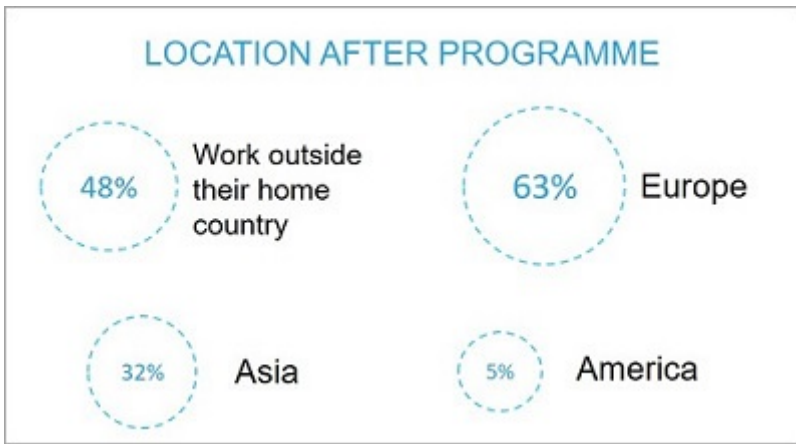 LOCATION AFTER PROGRAMME
48%
Work outside
their home
country
63%
Europe
32%
Asia
5%
America